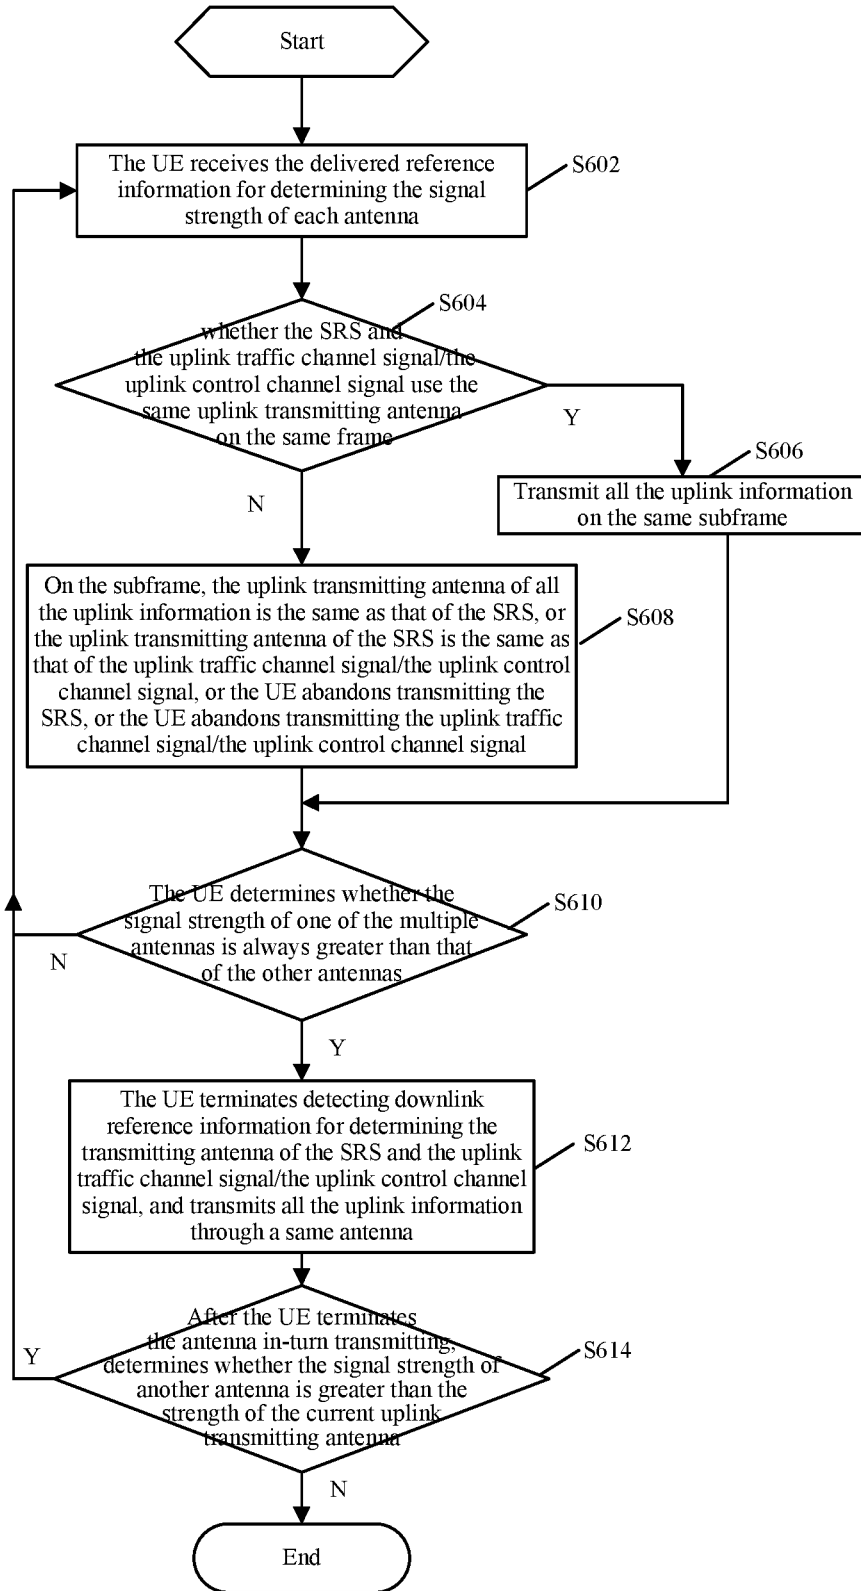 Start
The UE receives the delivered reference
information for determining the signal
strength of each antenna
S602
S604
whether the SRS and
the uplink traffic channel signal/the
uplink control channel signal use the
same uplink transmitting antenna
on the same frame
Y
N
S606
Transmit all the uplink information
on the same subframe
On the subframe, the uplink transmitting antenna of all
the uplink information is the same as that of the SRS, or
the uplink transmitting antenna of the SRS is the same as
that of the uplink traffic channel signal/the uplink control
channel signal, or the UE abandons transmitting the
SRS, or the UE abandons transmitting the uplink traffic
channel signal/the uplink control channel signal
S608
The UE determines whether the
signal strength of one of the multiple
antennas is always greater than that
of the other antennas
S610
N
Y
The UE terminates detecting downlink
reference information for determining the
transmitting antenna of the SRS and the uplink
traffic channel signal/the uplink control channel
signal, and transmits all the uplink information
through a same antenna
S612
After the UE terminates
the antenna in-turn transmitting,
determines whether the signal strength of
another antenna is greater than the
strength of the current uplink
transmitting antenna
S614
Y
N
End